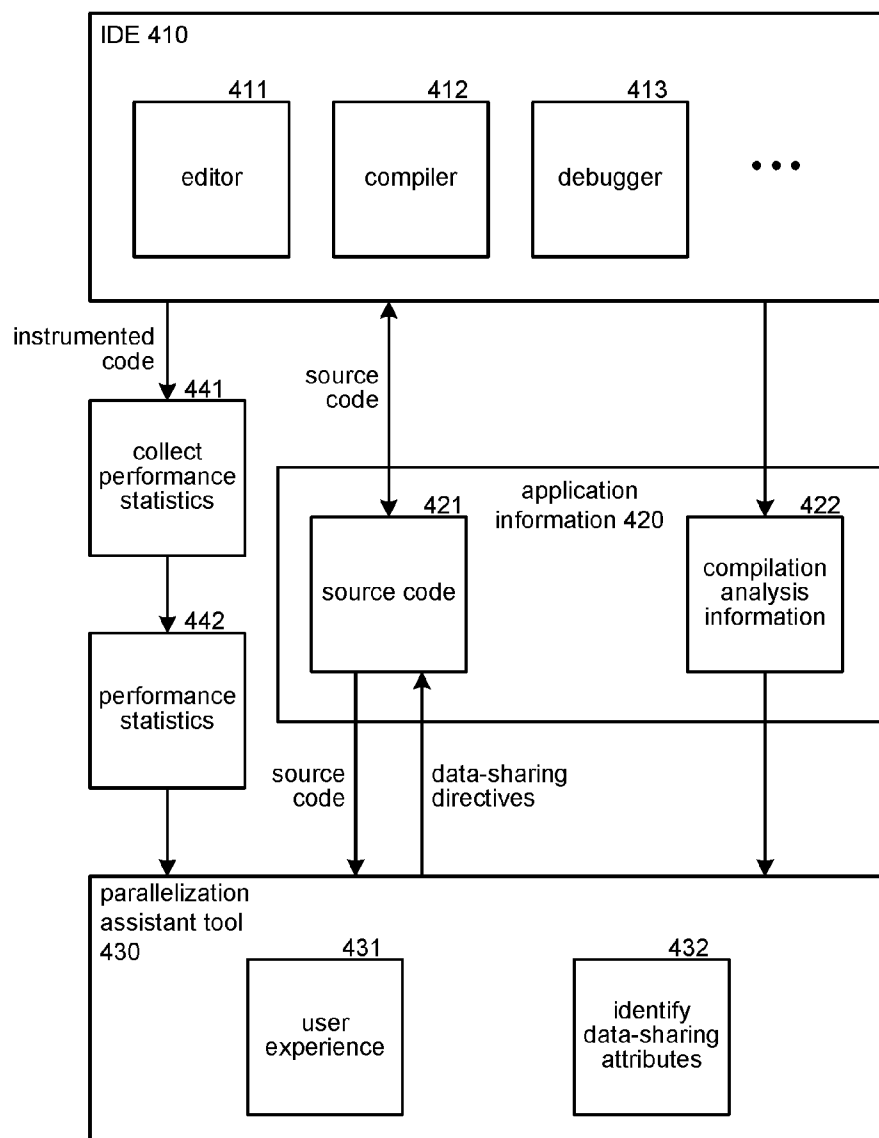 IDE 410
411
412
413
editor
compiler
debugger
•••
instrumented
code
source
code
441
collect
performance
statistics
application
information 420
421
422
source code
compilation
analysis
information
442
performance
statistics
source
code
data-sharing
directives
parallelization
assistant tool
430
431
432
user
experience
identify
data-sharing
attributes